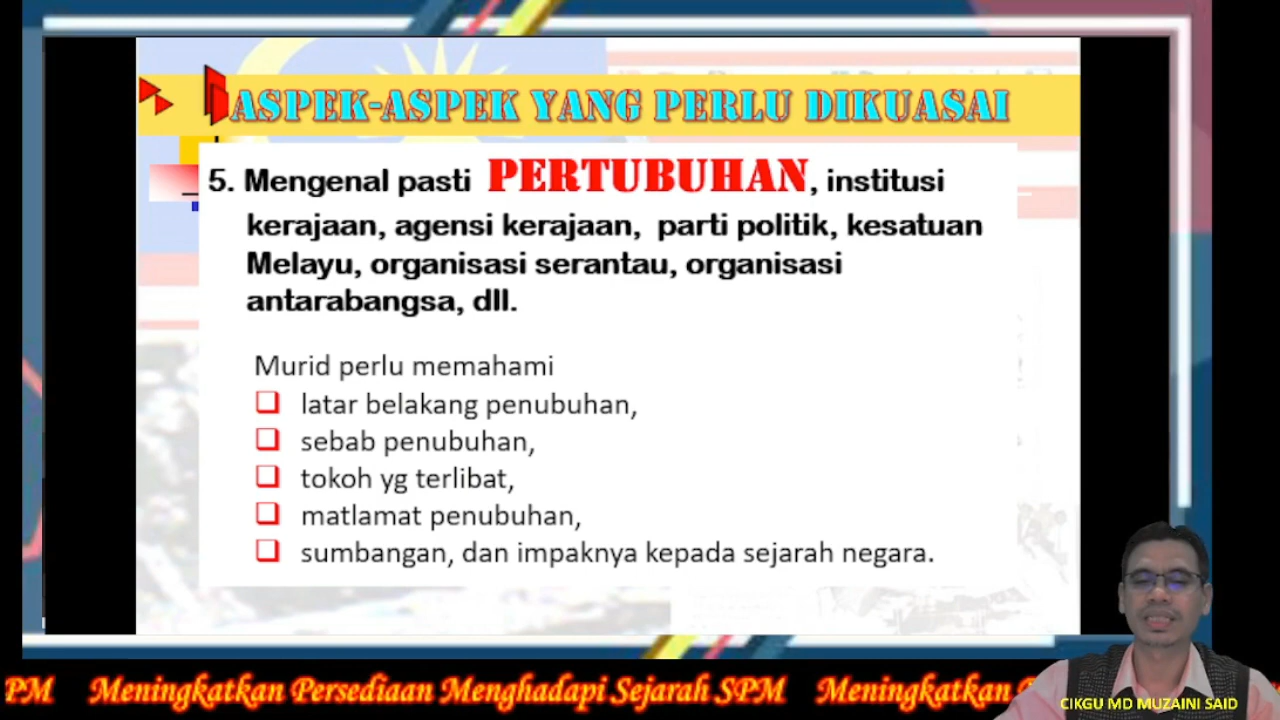 ASPEK-ASPEK YANG PERLU DIKUASAI
5. Mengenal pasti PERTUBUHAN, institusi
kerajaan, agensi kerajaan, parti politik, kesatuan
Melayu, organisasi serantau, organisasi
antarabangsa, dll.
Murid perlu memahami
❑ latar belakang penubuhan,
❑ sebab penubuhan,
❑ tokoh yg terlibat,
❑ matlamat penubuhan,
❑ sumbangan, dan impaknya kepada sejarah negara.
PM Meningkatkan Persediaan Menghadapi Sejarah SPM Meningkatkan
CIKGU MD MUZAINI SAID